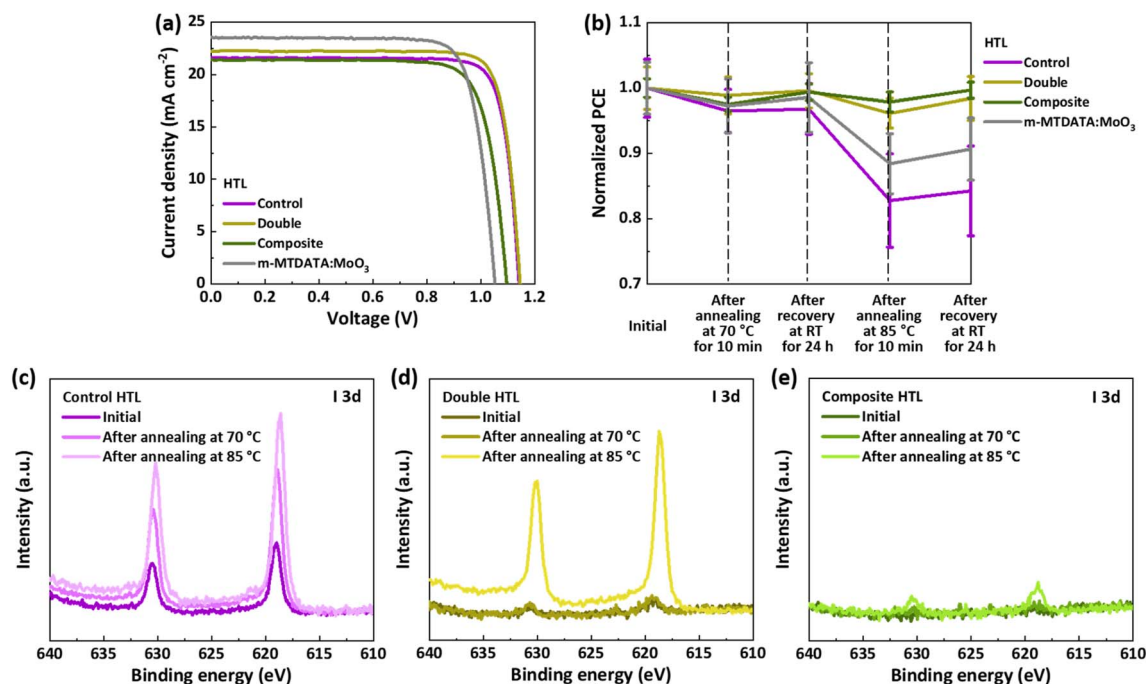 (a)
25
20
15
10
5
0
Current density (mA cm⁻²)
HTL
Control
Double
Composite
m-MTDATA:MoO₃
0.0 0.2 0.4 0.6 0.8 1.0 1.2
Voltage (V)
(b)
1.1
1.0
0.9
0.8
0.7
Normalized PCE
HTL
Control
Double
Composite
m-MTDATA:MoO₃
Initial
After
annealing
at 70 °C
for 10 min
After
recovery
at RT
for 24 h
After
annealing
at 85 °C
for 10 min
After
recovery
at RT
for 24 h
(c)
Control HTL
I 3d
Initial
After annealing at 70 °C
After annealing at 85 °C
Intensity (a.u.)
640 635 630 625 620 615 610
Binding energy (eV)
(d)
Double HTL
I 3d
Initial
After annealing at 70 °C
After annealing at 85 °C
Intensity (a.u.)
640 635 630 625 620 615 610
Binding energy (eV)
(e)
Composite HTL
I 3d
Initial
After annealing at 70 °C
After annealing at 85 °C
Intensity (a.u.)
640 635 630 625 620 615 610
Binding energy (eV)